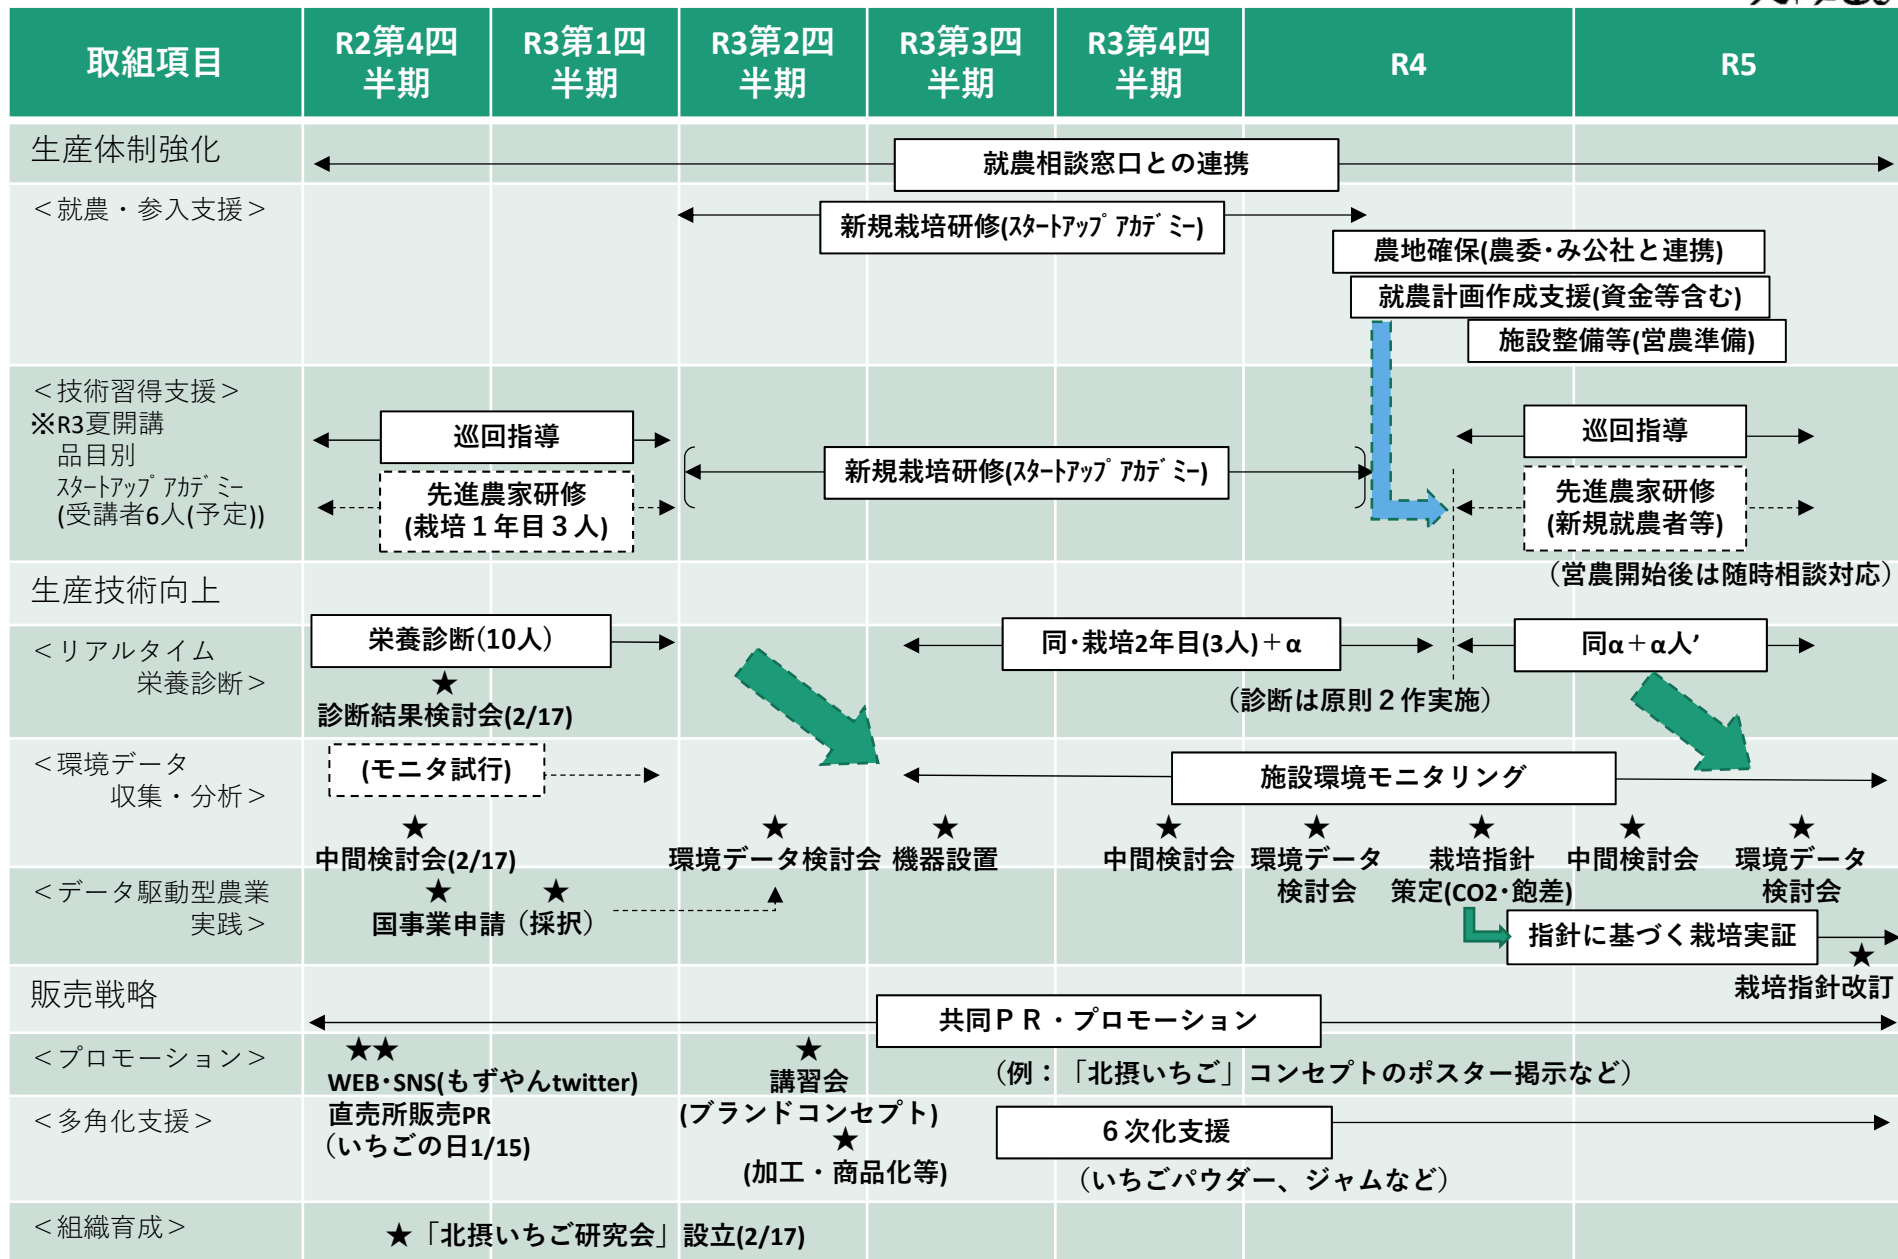 取組項目
R2第4四
半期
R3第1四
半期
R3第2四
半期
R3第3四
半期
R3第4四
半期
R4
R5
生産体制強化
就農相談窓口との連携
＜就農・参入支援＞
新規栽培研修(ｽﾀｰﾄｱｯﾌﾟ ｱｶﾃﾞﾐｰ)
農地確保(農委･み公社と連携)
就農計画作成支援(資金等含む)
施設整備等(営農準備)
＜技術習得支援＞
※R3夏開講
品目別
ｽﾀｰﾄｱｯﾌﾟ ｱｶﾃﾞﾐｰ
(受講者6人(予定))
巡回指導
先進農家研修
(栽培１年目３人)
新規栽培研修(ｽﾀｰﾄｱｯﾌﾟ ｱｶﾃﾞﾐｰ)
巡回指導
先進農家研修
(新規就農者等)
（営農開始後は随時相談対応）
生産技術向上
＜リアルタイム
栄養診断＞
栄養診断(10人）
★
診断結果検討会(2/17)
同･栽培2年目(3人)＋α
（診断は原則２作実施）
同α＋α人’
＜環境データ
収集・分析＞
(モニタ試行)
施設環境モニタリング
★
中間検討会(2/17)
★
環境データ検討会
★
機器設置
★
中間検討会
★
環境データ
検討会
★
栽培指針
策定(CO2･飽差)
★
中間検討会
★
環境データ
検討会
＜データ駆動型農業
実践＞
★ ★
国事業申請（採択）
指針に基づく栽培実証
★
栽培指針改訂
販売戦略
共同ＰＲ・プロモーション
＜プロモーション＞
★★
WEB･SNS(もずやんtwitter)
直売所販売PR
（いちごの日1/15）
★
講習会
(ブランドコンセプト)
★
(加工・商品化等)
（例：「北摂いちご」コンセプトのポスター掲示など）
＜多角化支援＞
６次化支援
（いちごパウダー、ジャムなど）
＜組織育成＞
★「北摂いちご研究会」設立(2/17)